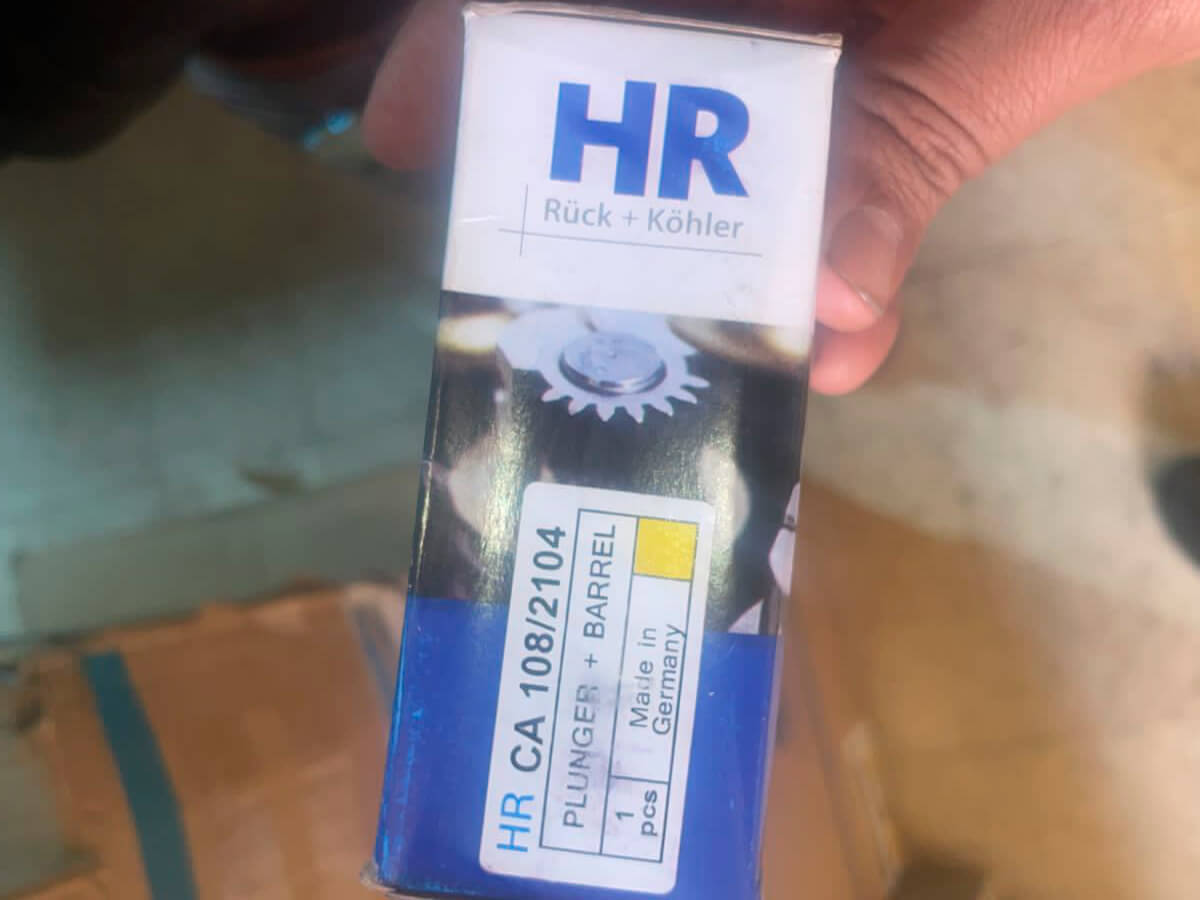 HR
Rück + Köhler
HR CA 108/2104
PLUNGER + BARREL
1
pcs
Made in
Germany